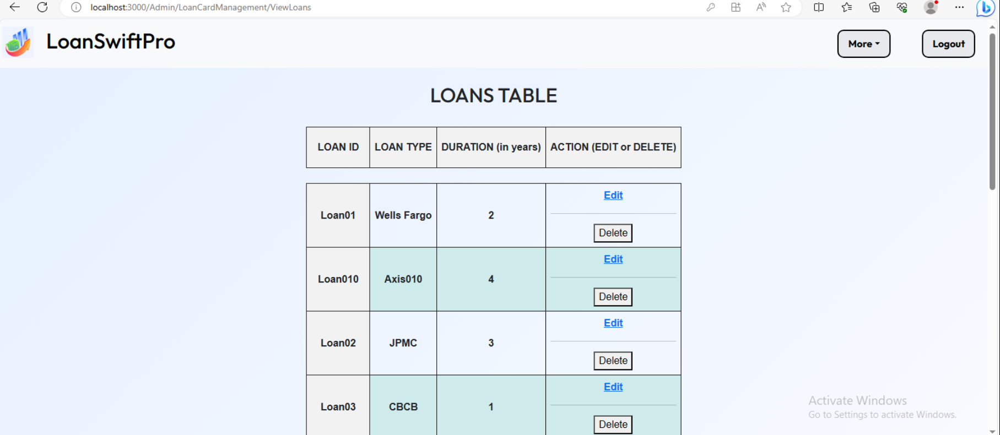 localhost:3000/Admin/LoanCardManagement/ViewLoans
LoanSwiftPro
More
Logout
LOANS TABLE
LOAN ID LOAN TYPE DURATION (in years) ACTION (EDIT or DELETE)
Edit
Loan01 Wells Fargo 2
Delete
Edit
Loan010 Axis010 4
Delete
Edit
Loan02 JPMC 3
Delete
Edit
Loan03 CBCB 1
Delete
Activate Windows
Go to Settings to activate Windows.